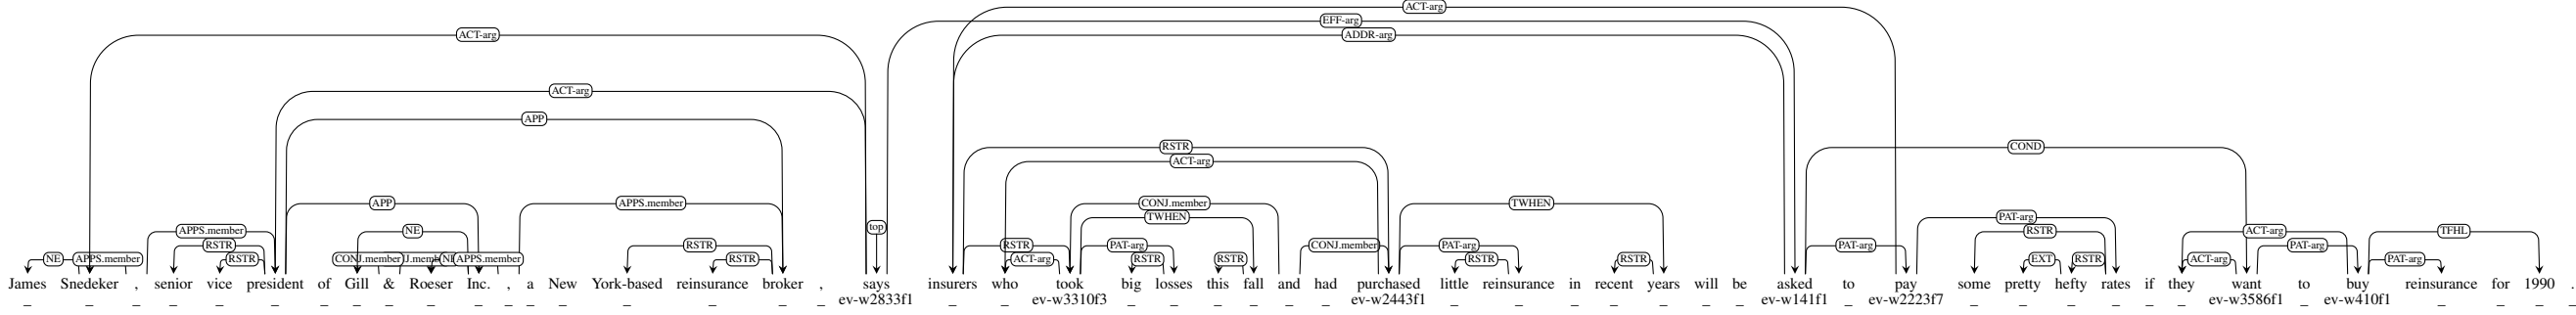 ACT-arg
EFF-arg
ACT-arg ADDR-arg
ACT-arg
APP
RSTR COND
ACT-arg
APP APPS.member CONJ.member TWHEN
TWHEN PAT-arg
top
APPS.member NE RSTR ACT-arg TFHL
RSTR RSTR RSTR PAT-arg CONJ.member PAT-arg PAT-arg PAT-arg
NE APPS.member RSTR CONJ.member APPS.member RSTR ACT-arg RSTR RSTR RSTR RSTR EXT RSTR ACT-arg PAT-arg
James Snedeker , senior vice president of Gill & Roeser Inc. , a New York-based reinsurance broker , says insurers who took big losses this fall and had purchased little reinsurance in recent years will be asked to pay some pretty hefty rates if they want to buy reinsurance for 1990 .
_ _ _ _ _ _ _ _ _ _ _ _ _ _ _ _ _ _ ev-w2833f1 _ _ ev-w3310f3 _ _ _ _ _ _ ev-w2443f1 _ _ _ _ _ _ _ ev-w141f1 _ ev-w2223f7 _ _ _ _ _ _ ev-w3586f1 _ ev-w410f1 _ _ _ _